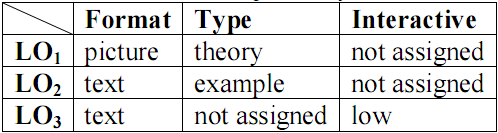 Format Type Interactive
LO₁ picture theory not assigned
LO₂ text example not assigned
LO₃ text not assigned low